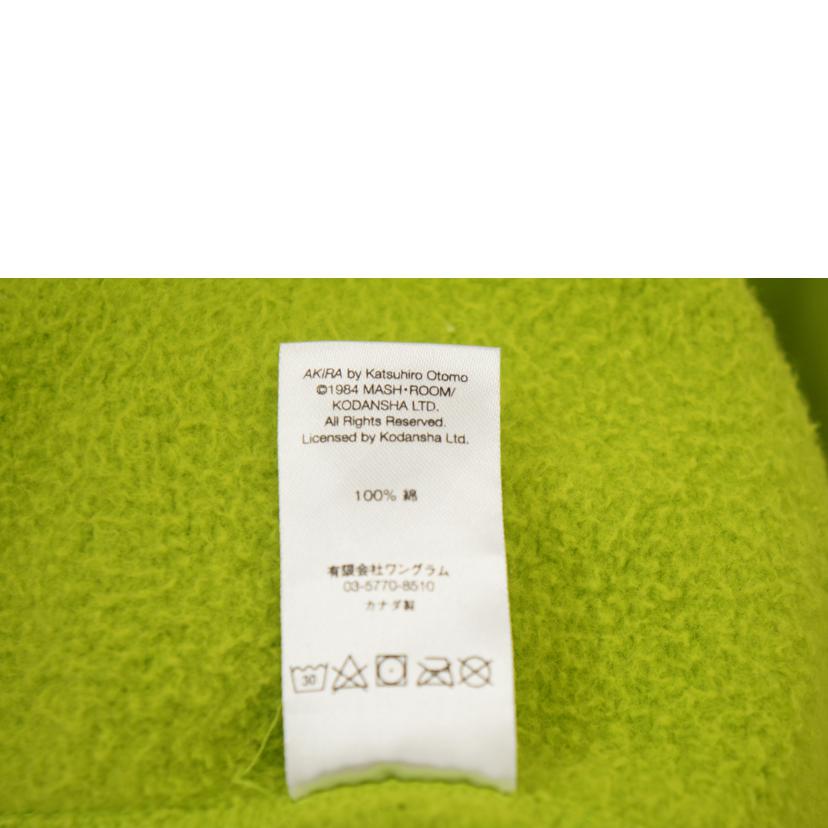 AKIRA by Katsuhiro Otomo
©1984 MASH・ROOM/
KODANSHA LTD.
All Rights Reserved.
Licensed by Kodansha Ltd.
100% 綿
有限会社ワングラム
03-5770-8510
カナダ製
30